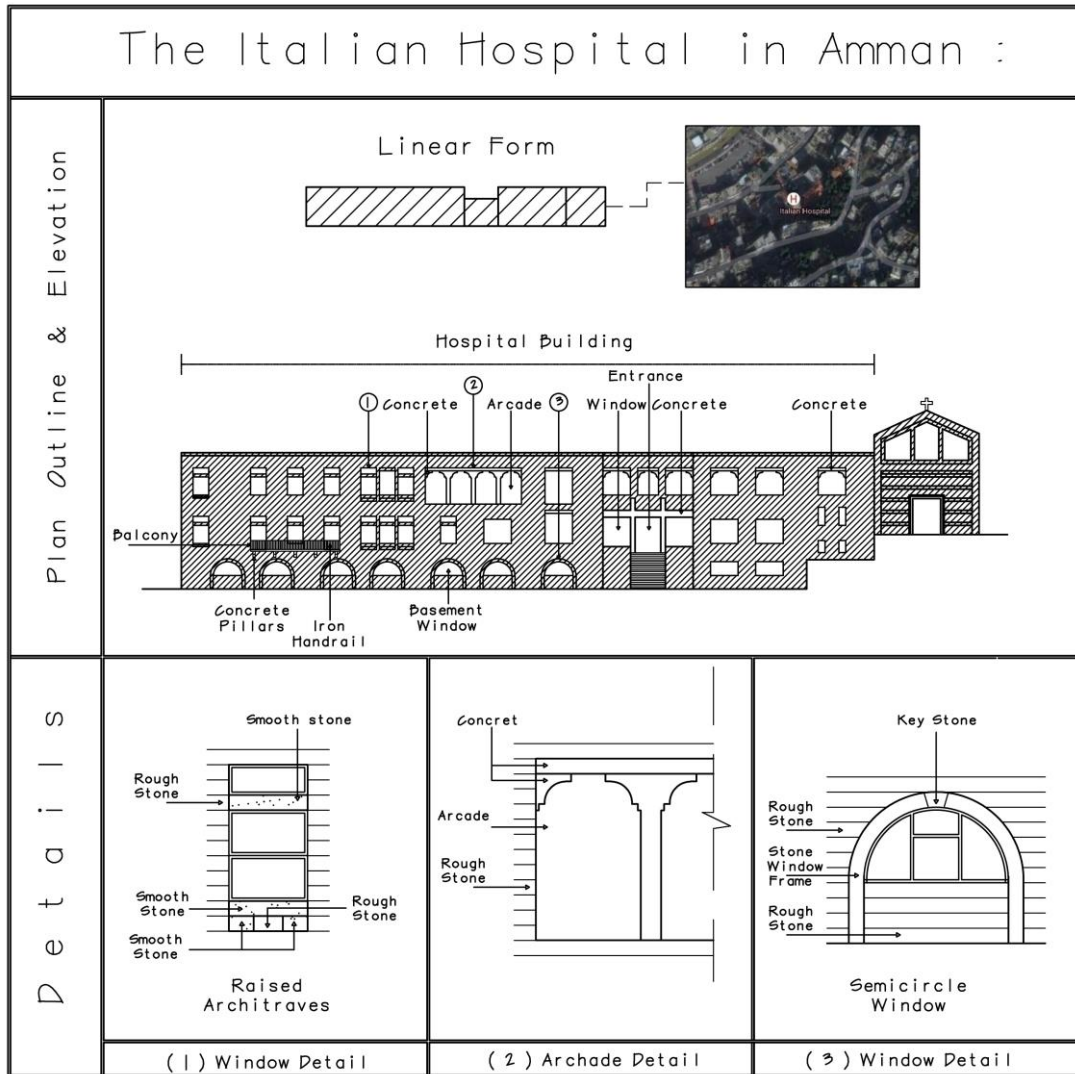 The Italian Hospital in Amman :
Plan Outline & Elevation
Linear Form
H
Italian Hospital
Hospital Building
Entrance
1 Concrete 2 Arcade 3 Window Concrete Concrete
Balcony
Concrete
Pillars
Iron
Handrail
Basement
Window
Details
Smooth stone
Rough
Stone
Smooth
Stone
Rough
Stone
Smooth
Stone
Raised
Architraves
(1) Window Detail
Concret
Arcade
Rough
Stone
(2) Archade Detail
Key Stone
Rough
Stone
Stone
Window
Frame
Rough
Stone
Semicircle
Window
(3) Window Detail